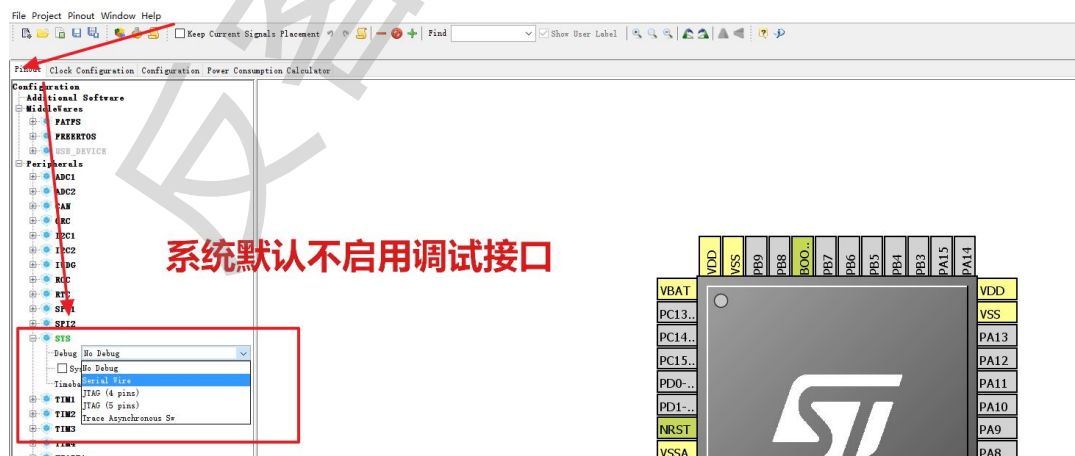 File Project Pinout Window Help
Keep Current Signals Placement Find Show User Label
Pinout Clock Configuration Configuration Power Consumption Calculator
Configuration
Additional Software
MiddleWares
FATFS
FREERTOS
USB_DEVICE
Peripherals
ADC1
ADC2
CAN
CRC
I2C1
I2C2
IWDG
RCC
RTC
SPI1
SPI2
SYS
Debug No Debug
No Debug
Serial Wire
JTAG (4 pins)
JTAG (5 pins)
Trace Asynchronous Sw
TIM1
TIM2
TIM3
TIM4
系统默认不启用调试接口
VDD
VSS
PB9
PB8
BOO..
PB7
PB6
PB5
PB4
PB3
PA15
PA14
VBAT
PC13..
PC14..
PC15..
PD0-..
PD1-..
NRST
VSSA
VDD
VSS
PA13
PA12
PA11
PA10
PA9
PA8
ST